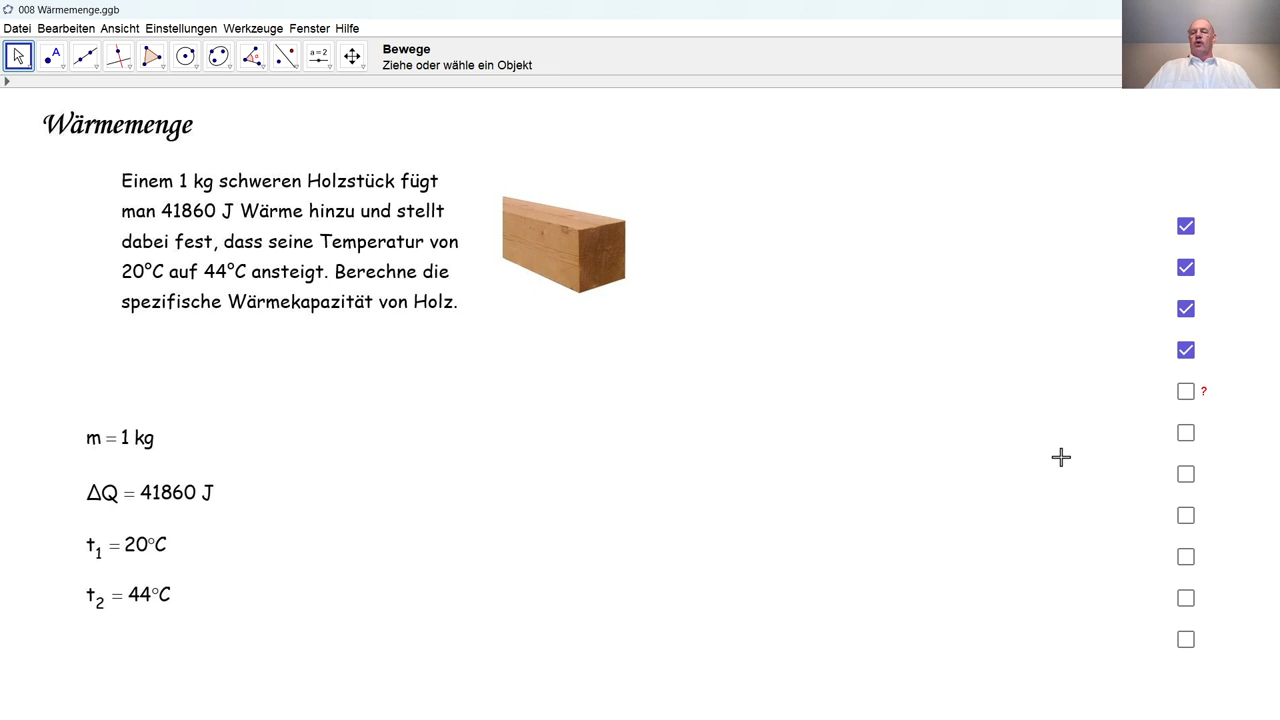 008 Wärmemenge.ggb
Datei Bearbeiten Ansicht Einstellungen Werkzeuge Fenster Hilfe
A
a=2
Bewege
Ziehe oder wähle ein Objekt
Wärmemenge
Einem 1 kg schweren Holzstück fügt
man 41860 J Wärme hinzu und stellt
dabei fest, dass seine Temperatur von
20°C auf 44°C ansteigt. Berechne die
spezifische Wärmekapazität von Holz.
?
m = 1 kg
ΔQ = 41860 J
t₁ = 20°C
t₂ = 44°C